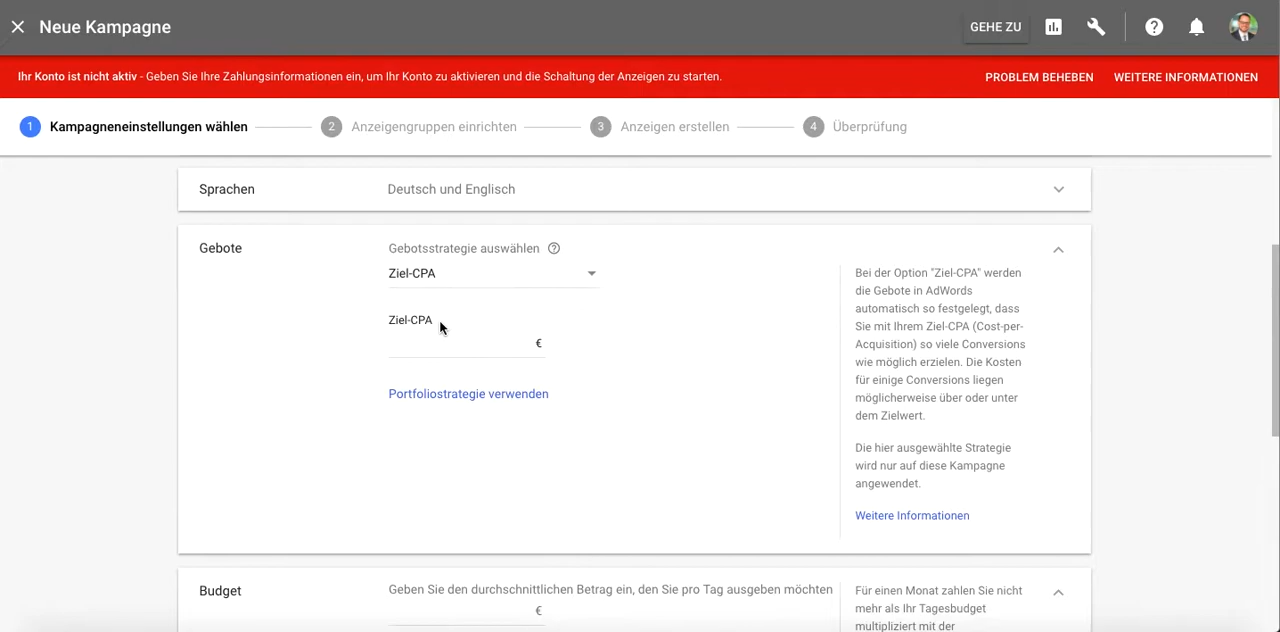 Neue Kampagne
GEHE ZU
Ihr Konto ist nicht aktiv - Geben Sie Ihre Zahlungsinformationen ein, um Ihr Konto zu aktivieren und die Schaltung der Anzeigen zu starten.
PROBLEM BEHEBEN
WEITERE INFORMATIONEN
1 Kampagneneinstellungen wählen
2 Anzeigengruppen einrichten
3 Anzeigen erstellen
4 Überprüfung
Sprachen
Deutsch und Englisch
Gebote
Gebotsstrategie auswählen ?
Ziel-CPA
Ziel-CPA
€
Portfoliostrategie verwenden
Bei der Option "Ziel-CPA" werden
die Gebote in AdWords
automatisch so festgelegt, dass
Sie mit Ihrem Ziel-CPA (Cost-per-
Acquisition) so viele Conversions
wie möglich erzielen. Die Kosten
für einige Conversions liegen
möglicherweise über oder unter
dem Zielwert.
Die hier ausgewählte Strategie
wird nur auf diese Kampagne
angewendet.
Weitere Informationen
Budget
Geben Sie den durchschnittlichen Betrag ein, den Sie pro Tag ausgeben möchten
€
Für einen Monat zahlen Sie nicht
mehr als Ihr Tagesbudget
multipliziert mit der